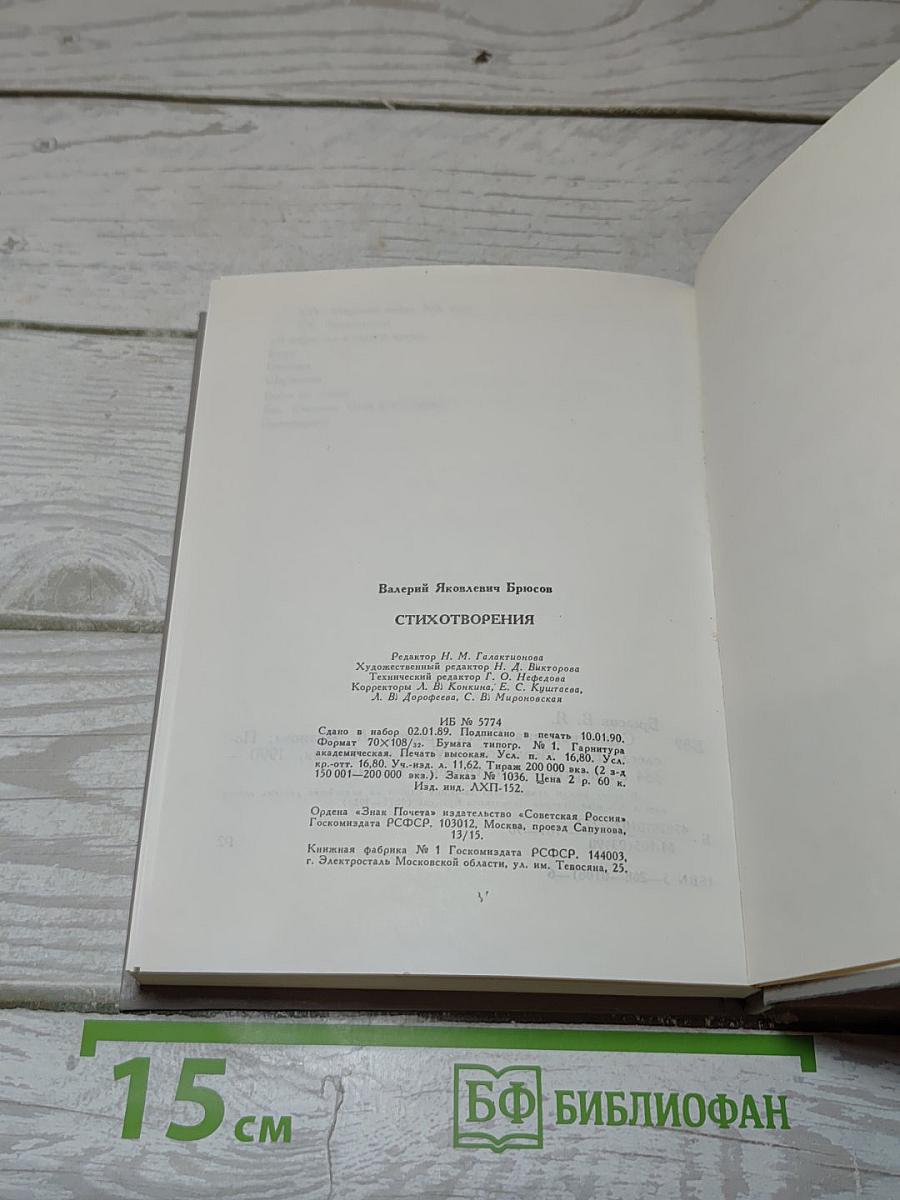 Валерий Яковлевич Брюсов
СТИХОТВОРЕНИЯ
Редактор Н. М. Галактионова
Художественный редактор Н. Д. Викторова
Технический редактор Г. О. Нефедова
Корректоры Л. В. Конкина, Е. С. Куштаева,
Л. В. Дорофеева, С. В. Мироновская
ИБ № 5774
Сдано в набор 02.01.89. Подписано в печать 10.01.90.
Формат 70×108/32. Бумага типогр. № 1. Гарнитура
академическая. Печать высокая. Усл. п. л. 16,80. Усл.
кр.-отт. 16,80. Уч.-изд. л. 11,62. Тираж 200 000 экз. (2 з-д
150 001—200 000 экз.). Заказ № 1036. Цена 2 р. 60 к.
Изд. инд. ЛХП-152.
Ордена «Знак Почета» издательство «Советская Россия»
Госкомиздата РСФСР. 103012, Москва, проезд Сапунова,
13/15.
Книжная фабрика № 1 Госкомиздата РСФСР. 144003,
г. Электросталь Московской области, ул. им. Тевосяна, 25.
15 см
БФ БИБЛИОФАН